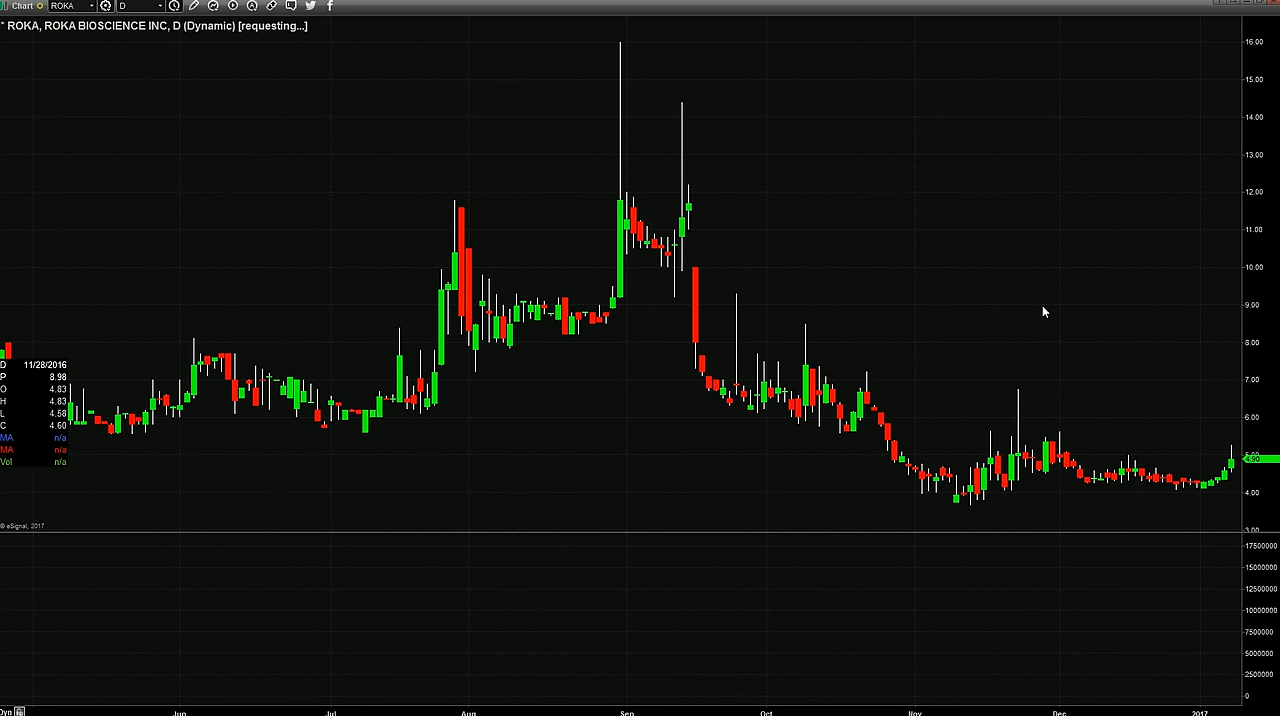 Chart ROKA D
* ROKA, ROKA BIOSCIENCE INC, D (Dynamic) [requesting...]
16.00
15.00
14.00
13.00
12.00
11.00
10.00
9.00
8.00
7.00
6.00
5.00
4.90
4.00
3.00
D 11/28/2016
P 8.98
O 4.83
H 4.83
L 4.58
C 4.60
MA n/a
MA n/a
Vol n/a
© eSignal, 2017
17500000
15000000
12500000
10000000
7500000
5000000
2500000
0
Dyn Jun Jul Aug Sep Oct Nov Dec 2017